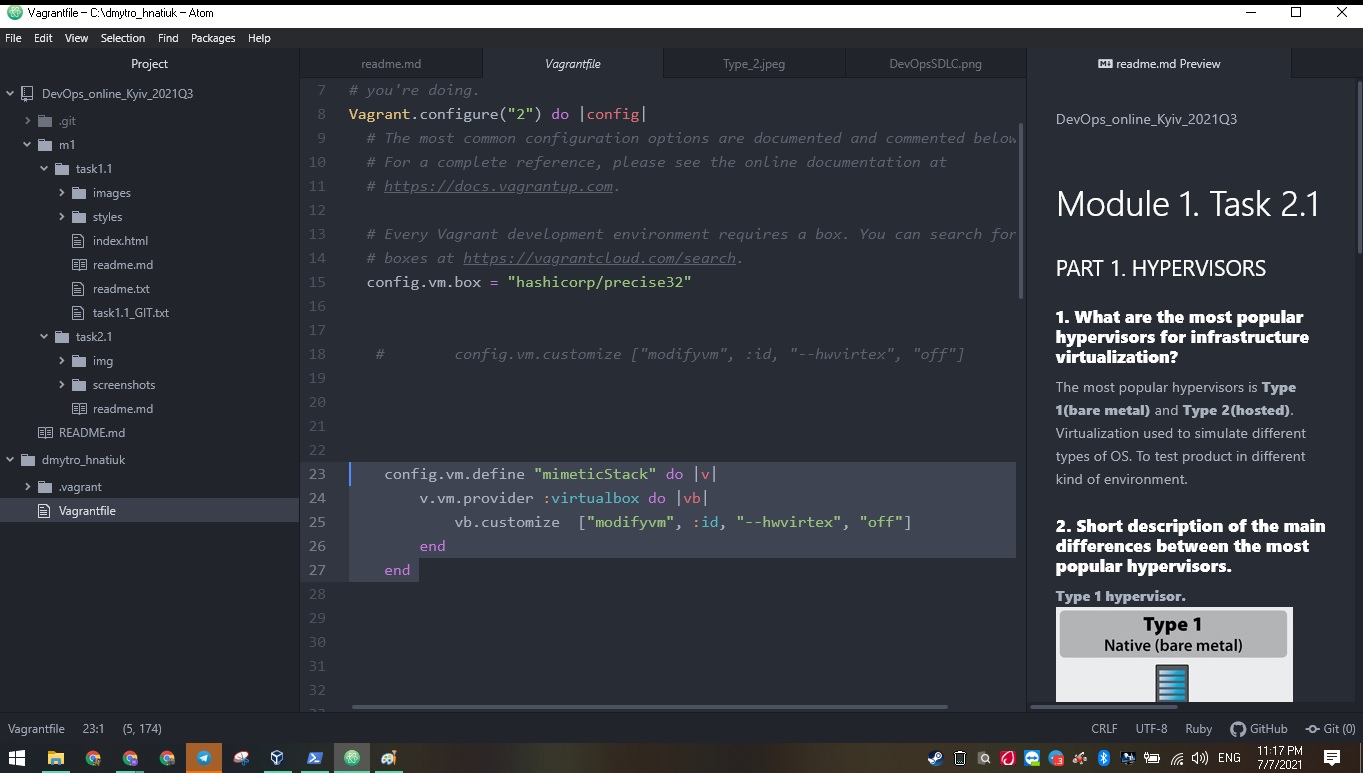 Vagrantfile – C:\dmytro_hnatiuk – Atom
File Edit View Selection Find Packages Help
Project
DevOps_online_Kyiv_2021Q3
.git
m1
task1.1
images
styles
index.html
readme.md
readme.txt
task1.1_GIT.txt
task2.1
img
screenshots
readme.md
README.md
dmytro_hnatiuk
.vagrant
Vagrantfile
readme.md Vagrantfile Type_2.jpeg DevOpsSDLC.png
7 # you're doing.
8 Vagrant.configure("2") do |config|
9 # The most common configuration options are documented and commented below
10 # For a complete reference, please see the online documentation at
11 # https://docs.vagrantup.com.
12
13 # Every Vagrant development environment requires a box. You can search for
14 # boxes at https://vagrantcloud.com/search.
15 config.vm.box = "hashicorp/precise32"
16
17
18 # config.vm.customize ["modifyvm", :id, "--hwvirtex", "off"]
19
20
21
22
23 config.vm.define "mimeticStack" do |v|
24 v.vm.provider :virtualbox do |vb|
25 vb.customize ["modifyvm", :id, "--hwvirtex", "off"]
26 end
27 end
28
29
30
31
32
readme.md Preview
DevOps_online_Kyiv_2021Q3
Module 1. Task 2.1
PART 1. HYPERVISORS
1. What are the most popular
hypervisors for infrastructure
virtualization?
The most popular hypervisors is Type
1(bare metal) and Type 2(hosted).
Virtualization used to simulate different
types of OS. To test product in different
kind of environment.
2. Short description of the main
differences between the most
popular hypervisors.
Type 1 hypervisor.
Type 1
Native (bare metal)
Vagrantfile 23:1 (5, 174) CRLF UTF-8 Ruby GitHub Git (0)
ENG
11:17 PM
7/7/2021